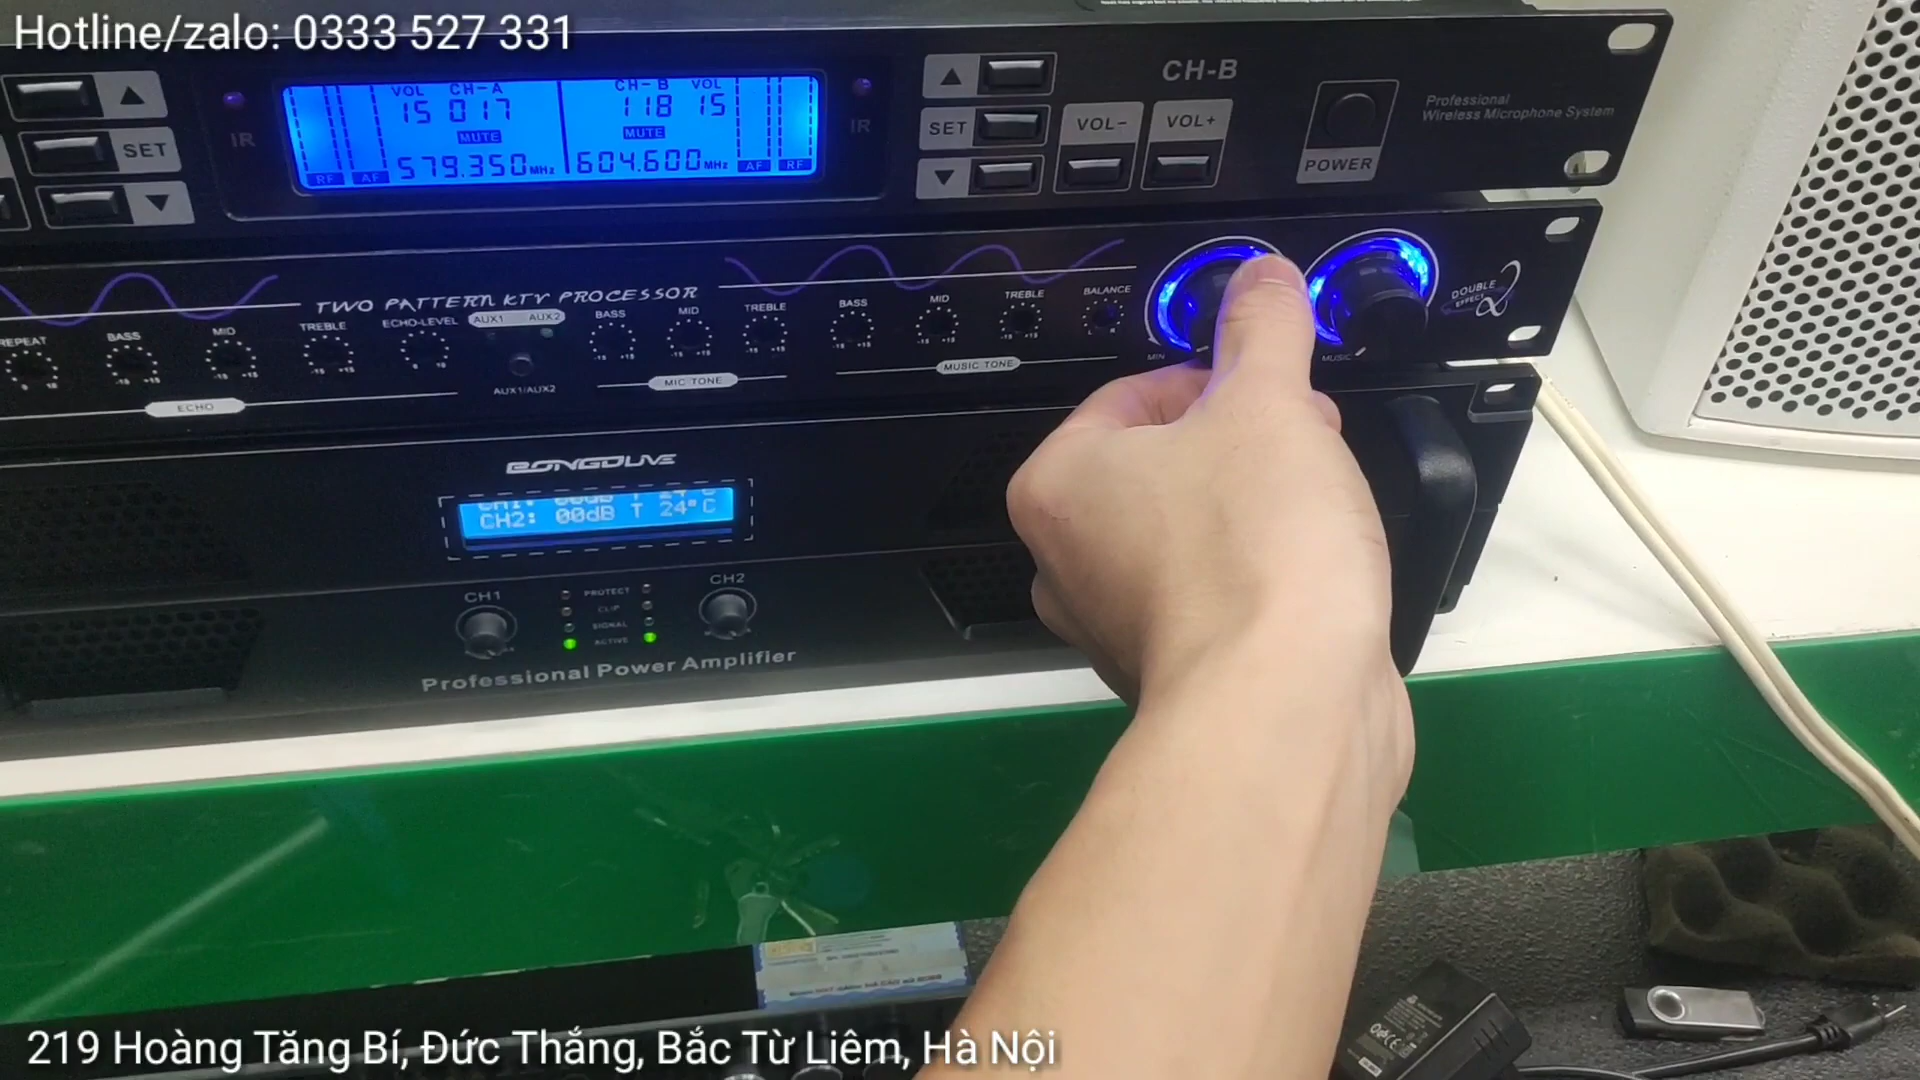 Hotline/zalo: 0333 527 331
VOL CH-A CH-B VOL
15 017 118 15
MUTE MUTE
579.350MHz 604.600MHz
RF AF AF RF
IR IR
SET
SET
VOL- VOL+
CH-B
POWER
Professional
Wireless Microphone System
TWO PATTERN KTV PROCESSOR
REPEAT BASS MID TREBLE ECHO-LEVEL AUX1 AUX2 BASS MID TREBLE BASS MID TREBLE BALANCE
AUX1/AUX2
ECHO MIC TONE MUSIC TONE
MIN MUSIC
DOUBLE
EFFECT
BONGDLIVE
CH2: 00dB T 24°C
CH1 CH2
PROTECT
CLIP
SIGNAL
ACTIVE
Professional Power Amplifier
219 Hoàng Tăng Bí, Đức Thắng, Bắc Từ Liêm, Hà Nội